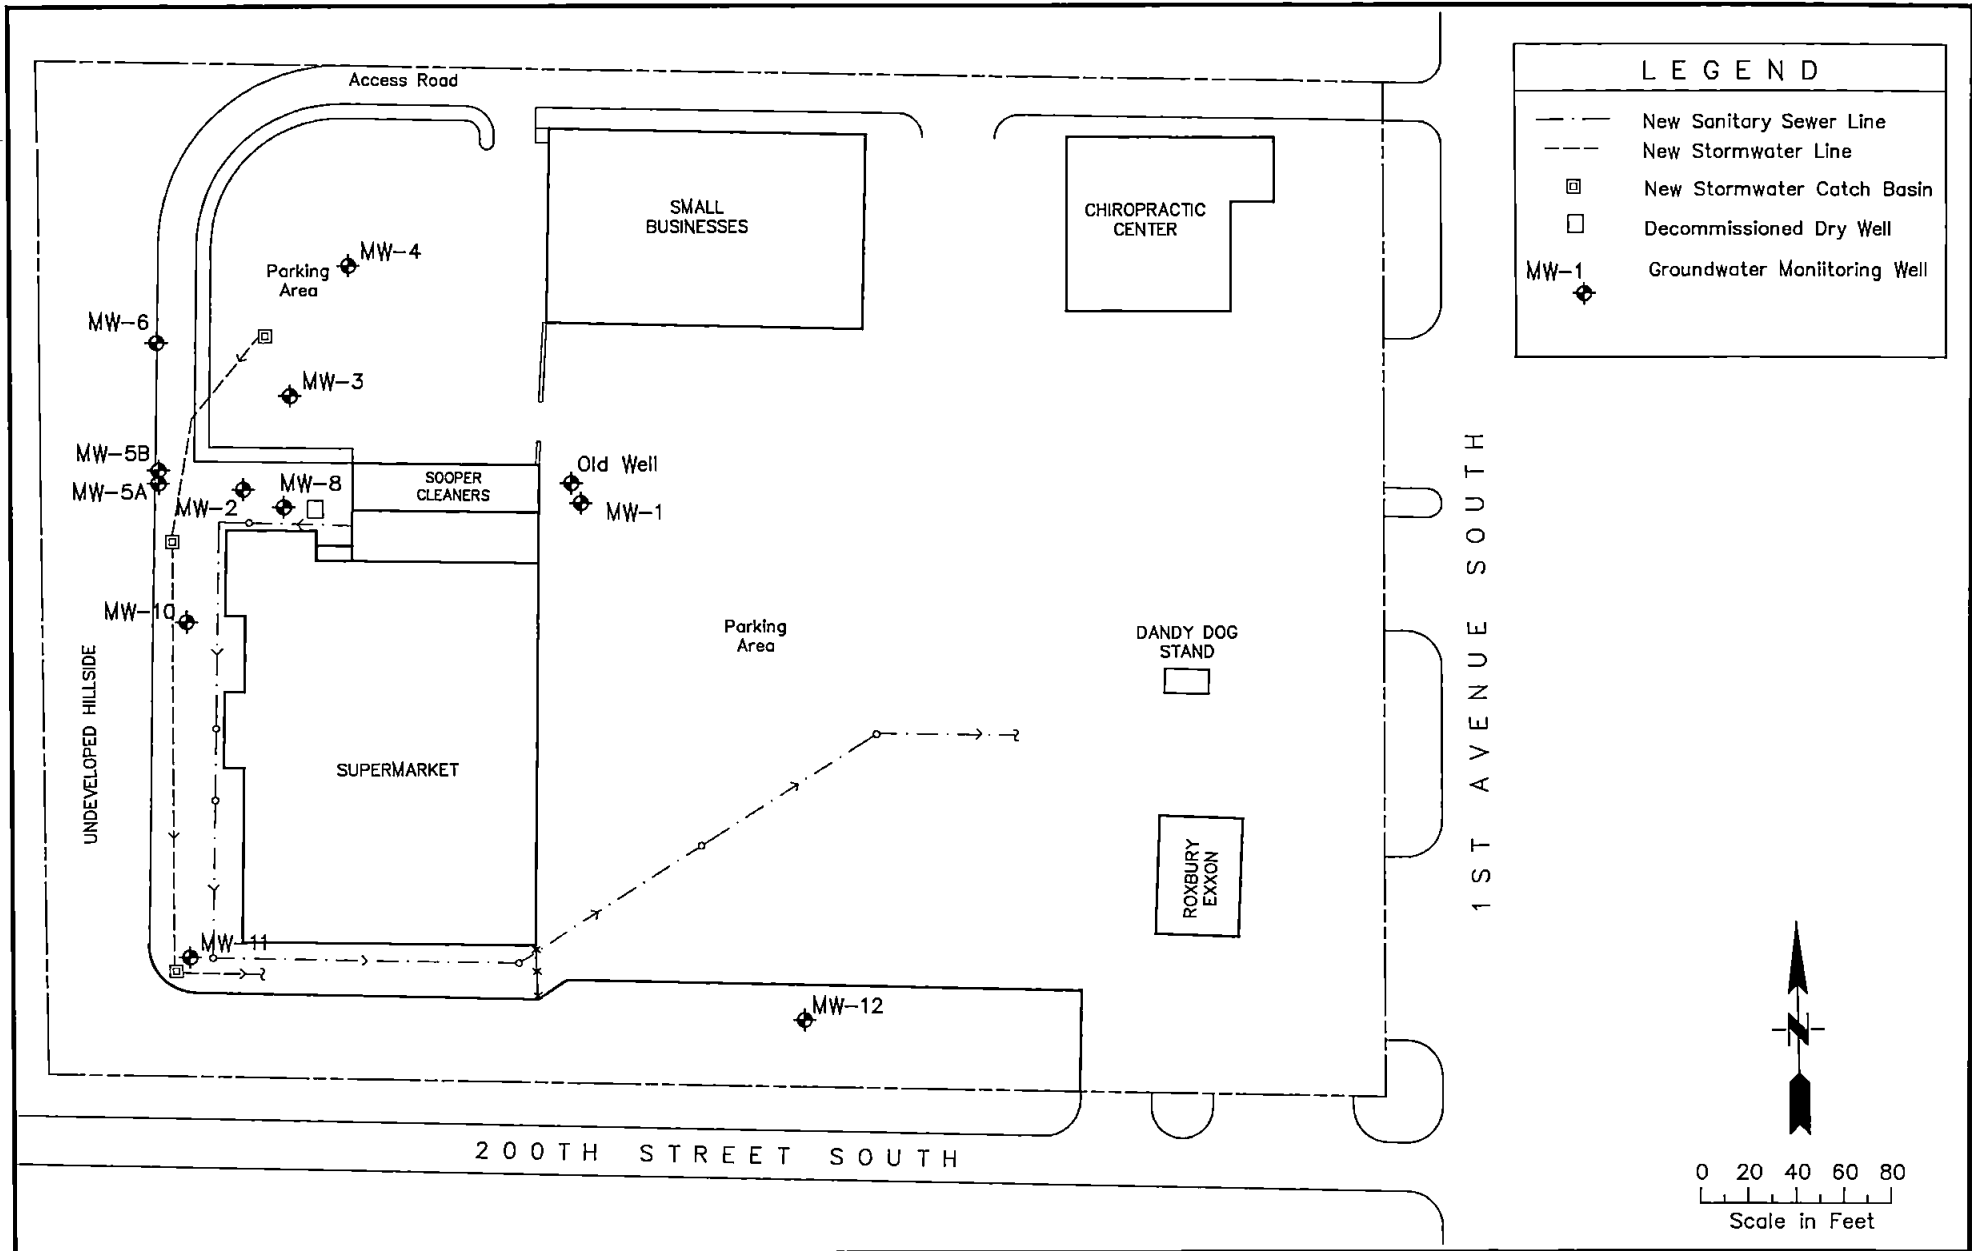 Access Road
LEGEND
New Sanitary Sewer Line
New Stormwater Line
New Stormwater Catch Basin
Decommissioned Dry Well
MW-1
Groundwater Moniitoring Well
SMALL
BUSINESSES
CHIROPRACTIC
CENTER
MW-4
Parking
Area
MW-6
MW-3
MW-5B
MW-5A
MW-2
MW-8
SOOPER
CLEANERS
Old Well
MW-1
MW-10
Parking
Area
DANDY DOG
STAND
UNDEVELOPED HILLSIDE
SUPERMARKET
ROXBURY
EXXON
1ST AVENUE SOUTH
MW-11
MW-12
200TH STREET SOUTH
N
0 20 40 60 80
Scale in Feet